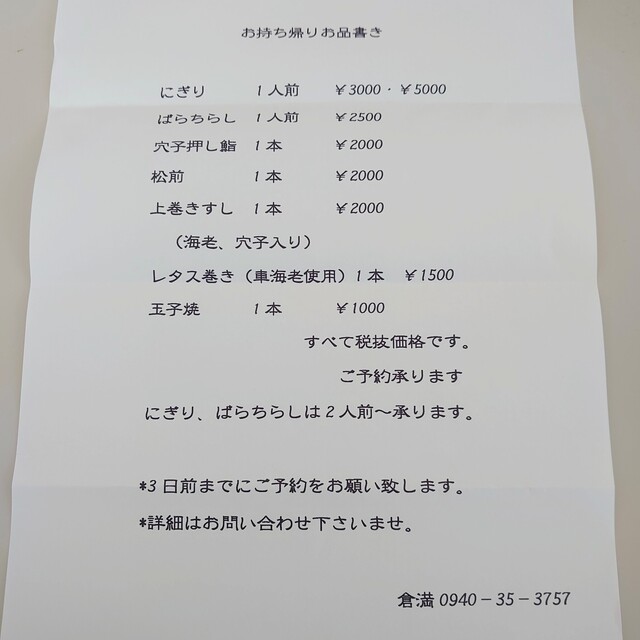 お持ち帰りお品書き
にぎり 1人前 ¥3000・¥5000
ばらちらし 1人前 ¥2500
穴子押し鮨 1本 ¥2000
松前 1本 ¥2000
上巻きすし 1本 ¥2000
（海老、穴子入り）
レタス巻き（車海老使用）1本 ¥1500
玉子焼 1本 ¥1000
すべて税抜価格です。
ご予約承ります
にぎり、ばらちらしは2人前〜承ります。
*3日前までにご予約をお願い致します。
*詳細はお問い合わせ下さいませ。
倉満 0940－35－3757